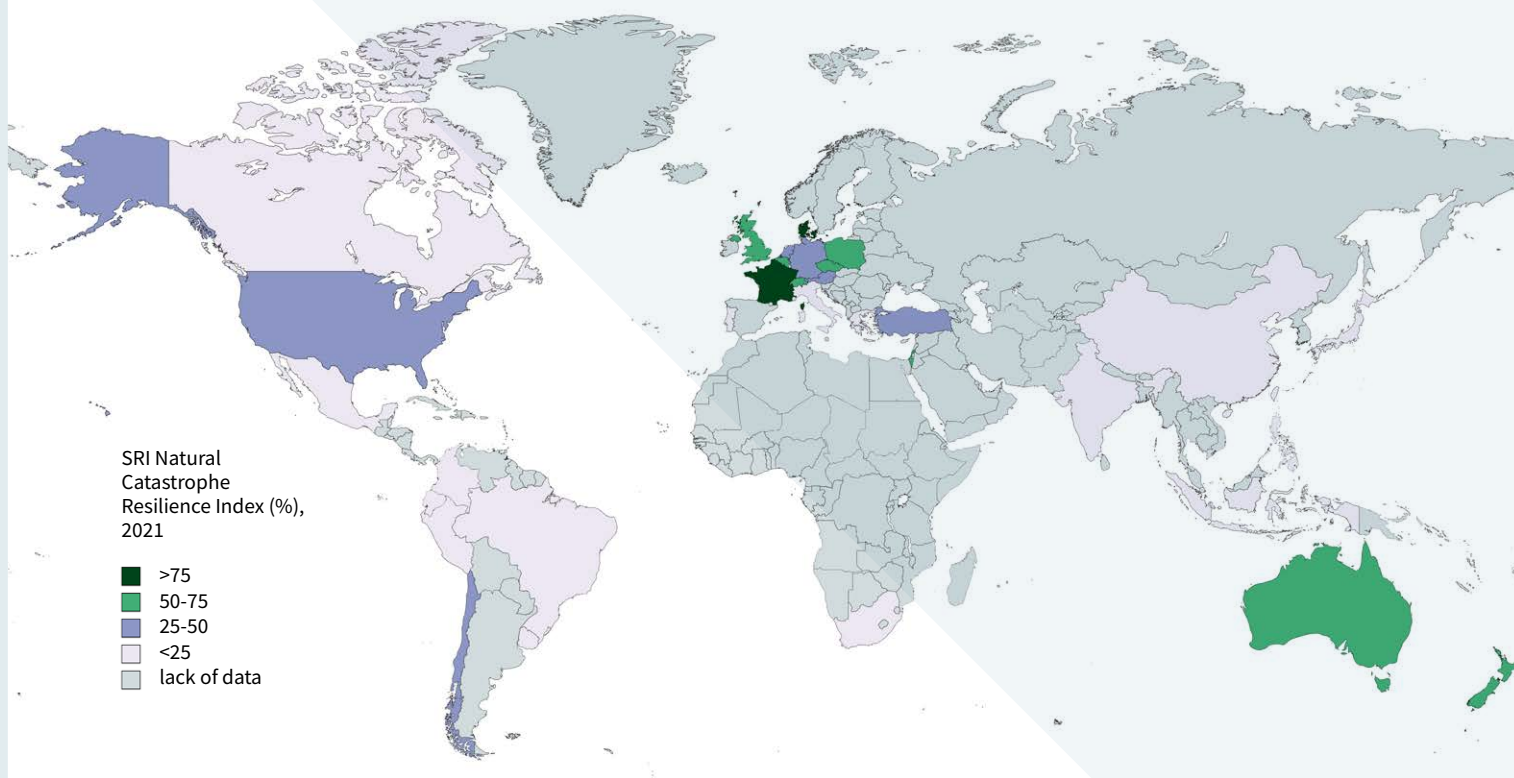 SRI Natural
Catastrophe
Resilience Index (%),
2021
>75
50-75
25-50
<25
lack of data